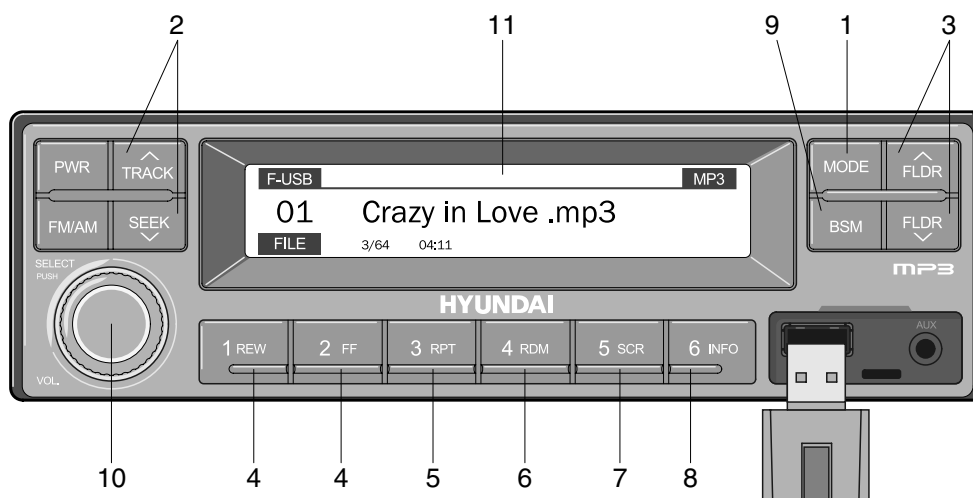 2 11 9 1 3
PWR TRACK MODE FLDR
F-USB MP3
01 Crazy in Love .mp3
FM/AM SEEK BSM FLDR
FILE 3/64 04:11
SELECT
PUSH
MP3
HYUNDAI
AUX
1 REW 2 FF 3 RPT 4 RDM 5 SCR 6 INFO
VOL.
10 4 4 5 6 7 8